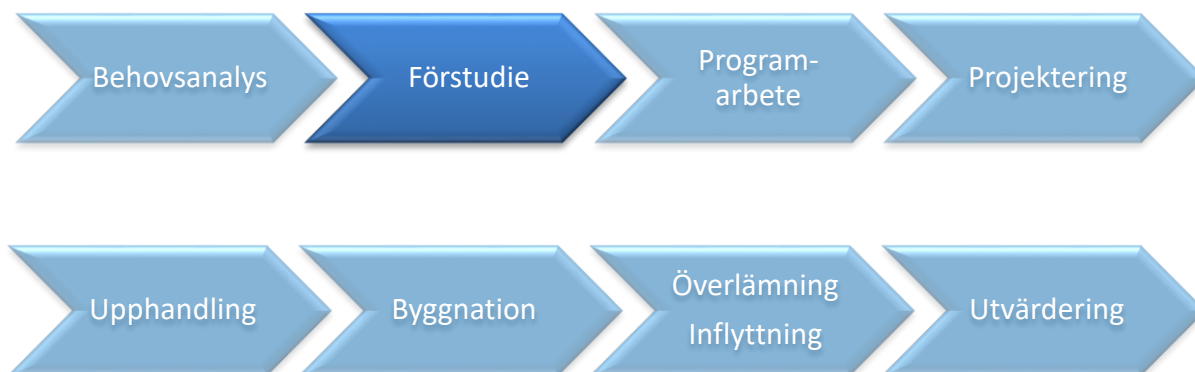 Behovsanalys
Förstudie
Program-
arbete
Projektering
Upphandling
Byggnation
Överlämning
Inflyttning
Utvärdering